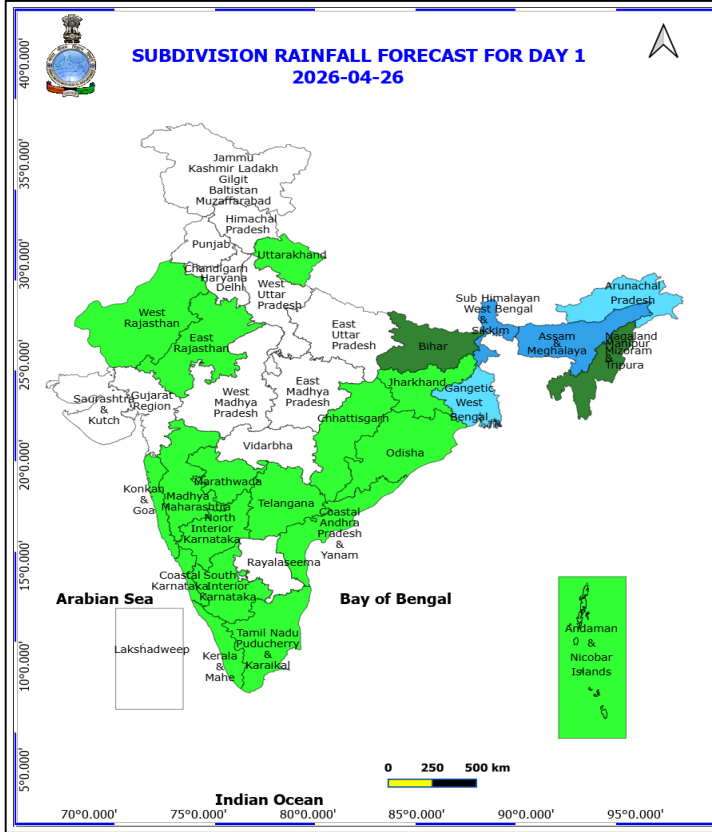 SUBDIVISION RAINFALL FORECAST FOR DAY 1
2026-04-26
40°0.000'
35°0.000'
30°0.000'
25°0.000'
20°0.000'
15°0.000'
10°0.000'
5°0.000'
Jammu
Kashmir Ladakh
Gilgit
Baltistan
Muzaffarabad
Himachal
Pradesh
Punjab
Uttarakhand
Chandigarh
Haryana
Delhi
West
Uttar
Pradesh
West
Rajasthan
East
Rajasthan
East
Uttar
Pradesh
Bihar
Sub Himalayan
West Bengal
&
Sikkim
Arunachal
Pradesh
Assam
&
Meghalaya
Nagaland
Manipur
Mizoram
&
Tripura
Saurashtra
&
Kutch
Gujarat
Region
West
Madhya
Pradesh
East
Madhya
Pradesh
Jharkhand
Gangetic
West
Bengal
Chhattisgarh
Odisha
Vidarbha
Konkan
&
Goa
Madhya
Maharashtra
Marathwada
Telangana
North
Interior
Karnataka
Coastal
Andhra
Pradesh
&
Yanam
Rayalaseema
Coastal
Karnataka
South
Interior
Karnataka
Arabian Sea
Bay of Bengal
Lakshadweep
Kerala
&
Mahe
Tamil Nadu
Puducherry
&
Karaikal
Andaman
&
Nicobar
Islands
0 250 500 km
Indian Ocean
70°0.000' 75°0.000' 80°0.000' 85°0.000' 90°0.000' 95°0.000'